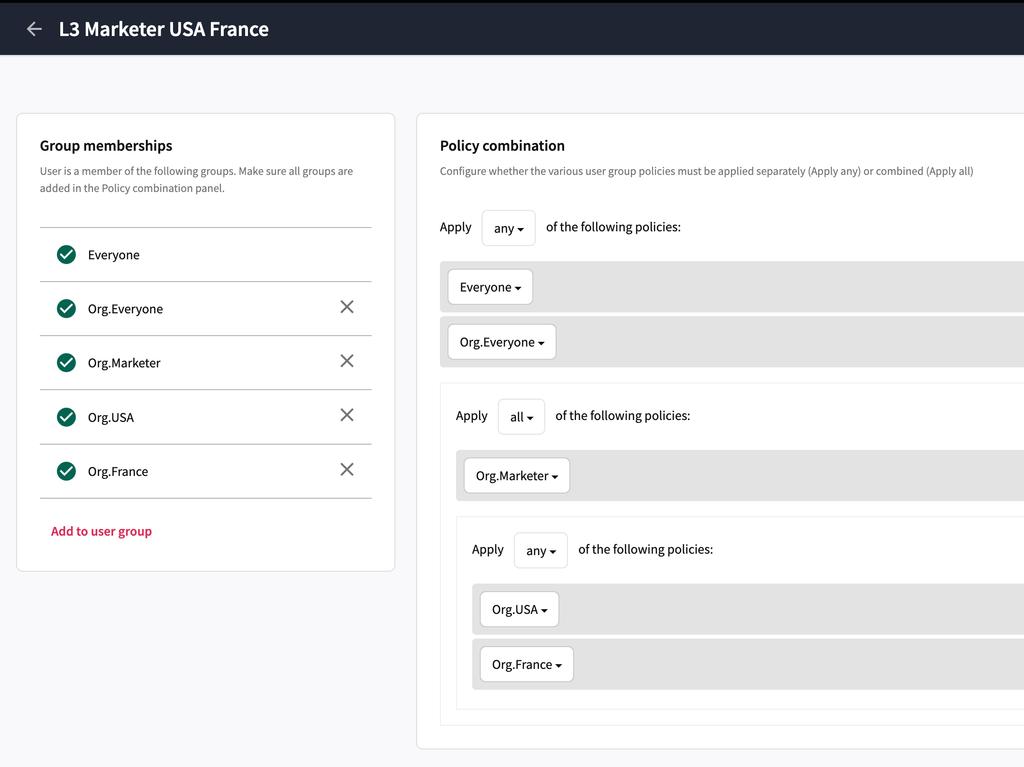 L3 Marketer USA France
Group memberships
User is a member of the following groups. Make sure all groups are
added in the Policy combination panel.
Everyone
Org.Everyone
Org.Marketer
Org.USA
Org.France
Add to user group
Policy combination
Configure whether the various user group policies must be applied separately (Apply any) or combined (Apply all)
Apply any of the following policies:
Everyone
Org.Everyone
Apply all of the following policies:
Org.Marketer
Apply any of the following policies:
Org.USA
Org.France